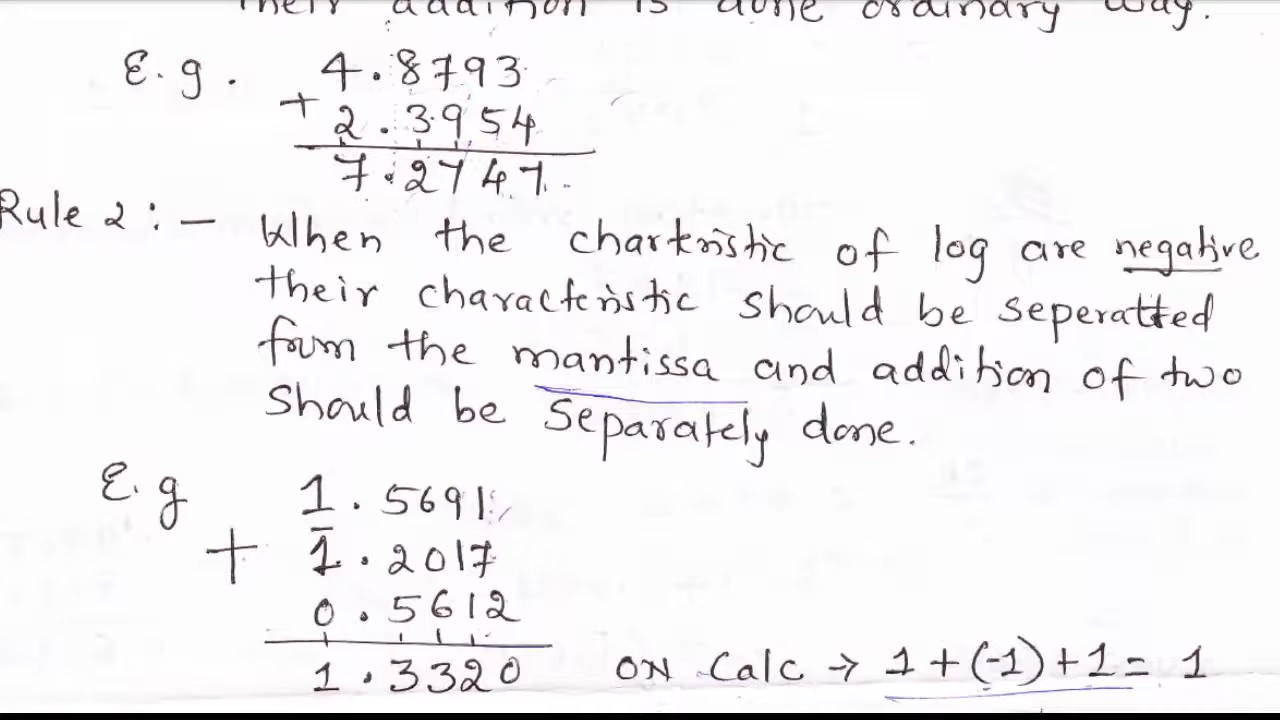 Their addition is done ordinary way.
E.g. 4.8793
+ 2.3954
7.2747
Rule 2:- When the charktristic of log are negative
their characteristic should be seperatted
from the mantissa and addition of two
should be separately done.
E.g 1.5691
+ 1̅.2017
0.5612
1.3320 ON Calc → 1+(-1)+1= 1